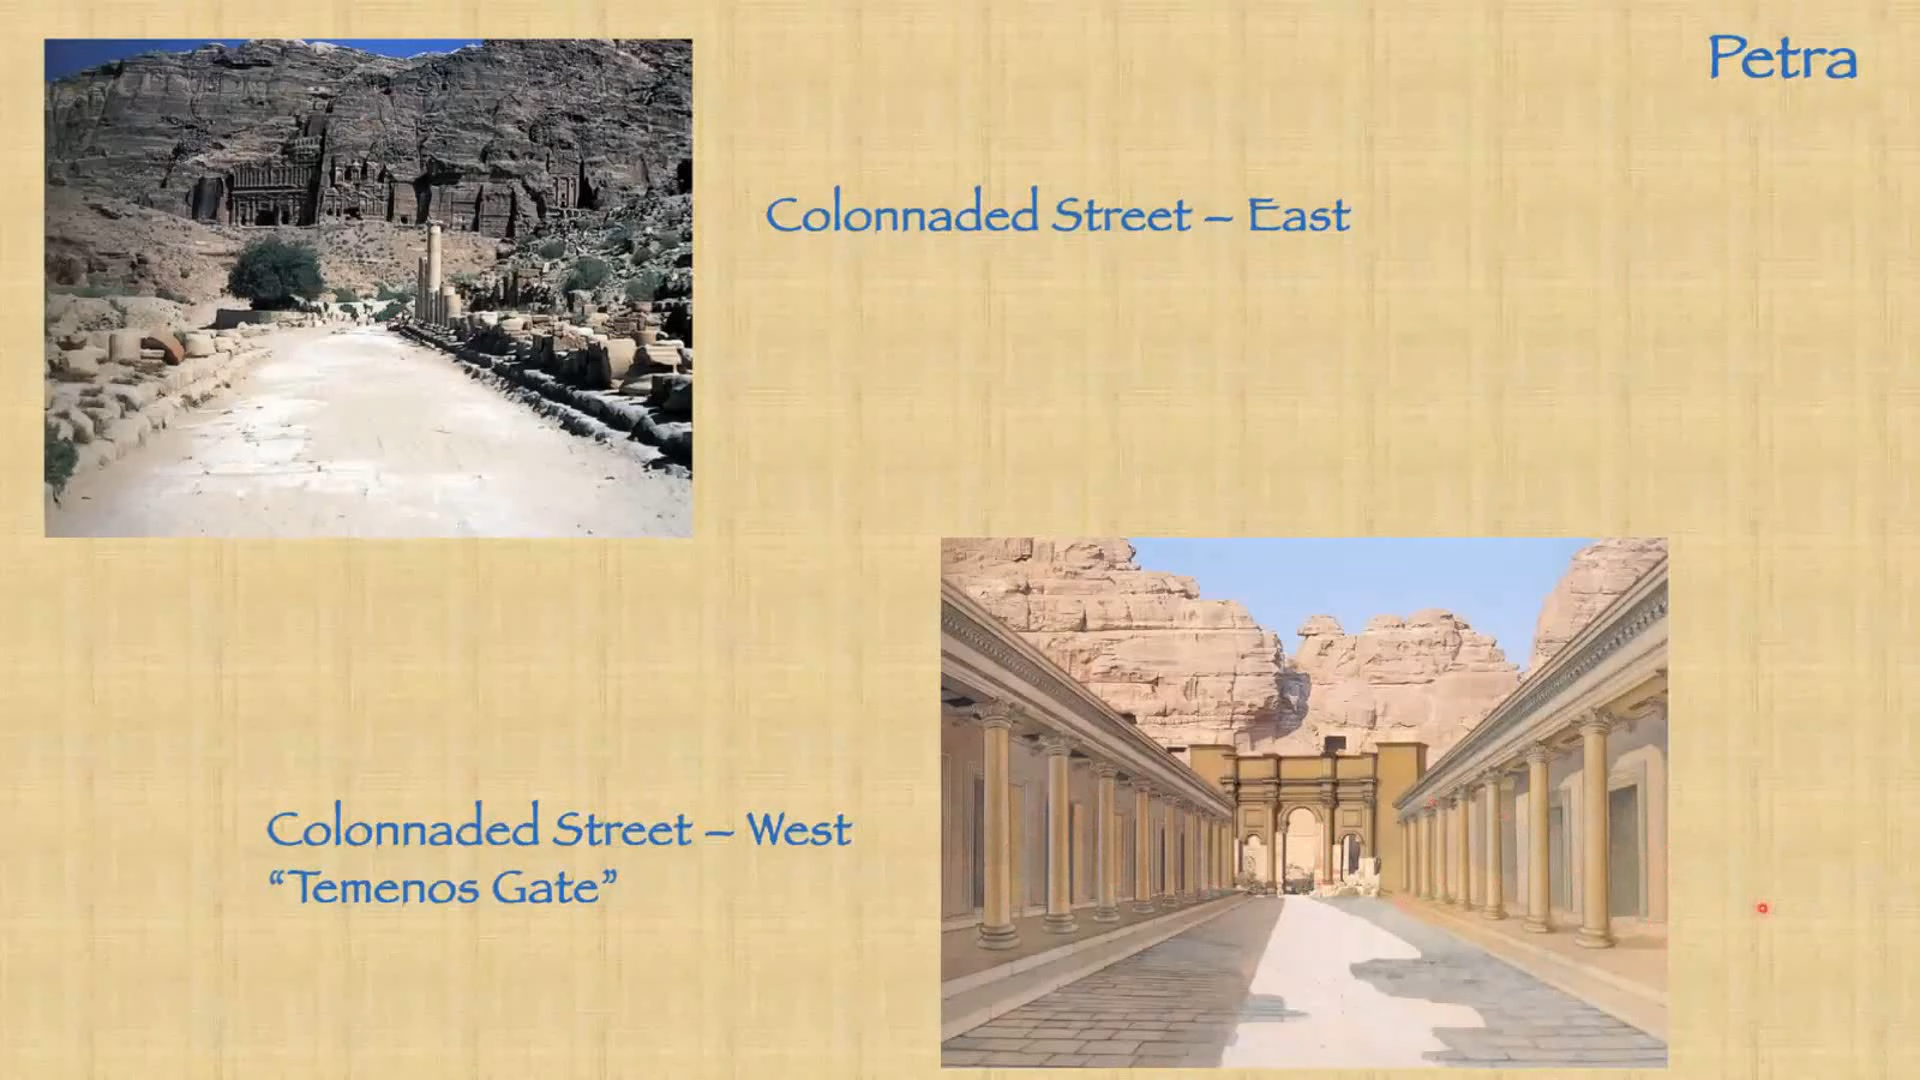 Petra
Colonnaded Street – East
Colonnaded Street – West
“Temenos Gate”